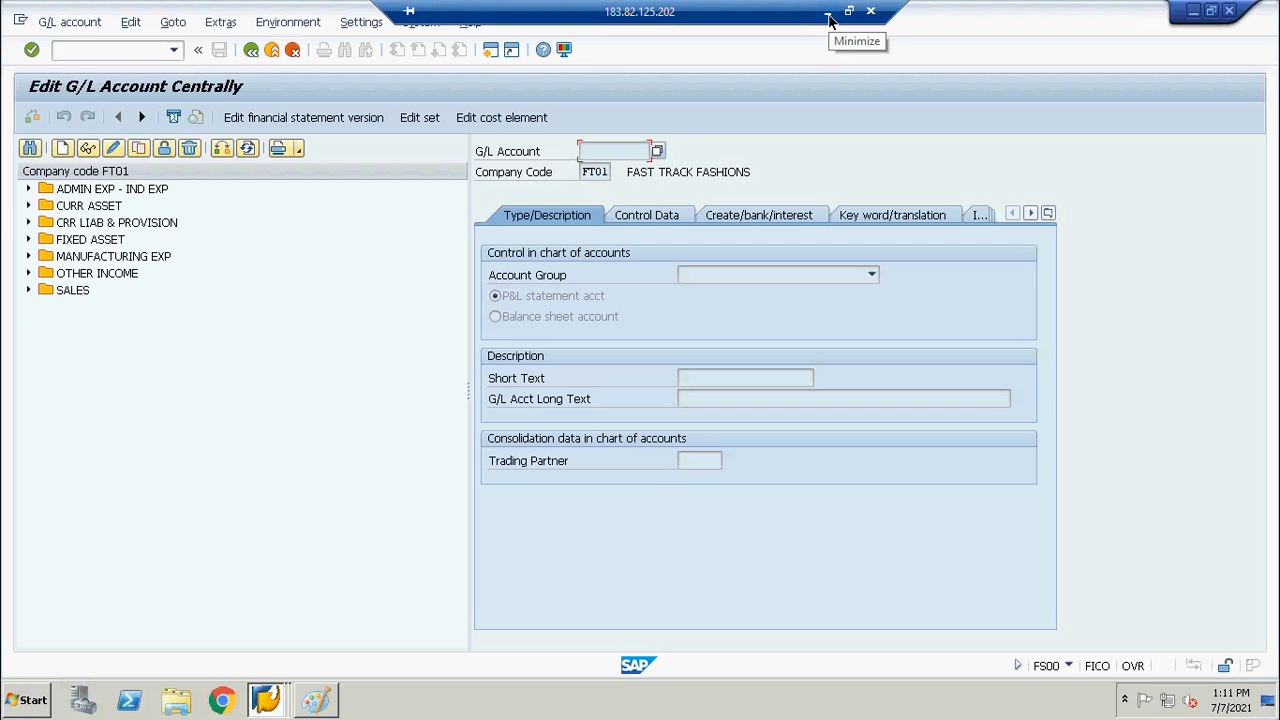 183.82.125.202
G/L account Edit Goto Extras Environment Settings
Minimize
Edit G/L Account Centrally
Edit financial statement version Edit set Edit cost element
G/L Account
Company code FT01
Company Code FT01 FAST TRACK FASHIONS
ADMIN EXP - IND EXP
CURR ASSET
CRR LIAB & PROVISION
FIXED ASSET
MANUFACTURING EXP
OTHER INCOME
SALES
Type/Description Control Data Create/bank/interest Key word/translation I...
Control in chart of accounts
Account Group
P&L statement acct
Balance sheet account
Description
Short Text
G/L Acct Long Text
Consolidation data in chart of accounts
Trading Partner
SAP
FS00 FICO OVR
Start
1:11 PM
7/7/2021